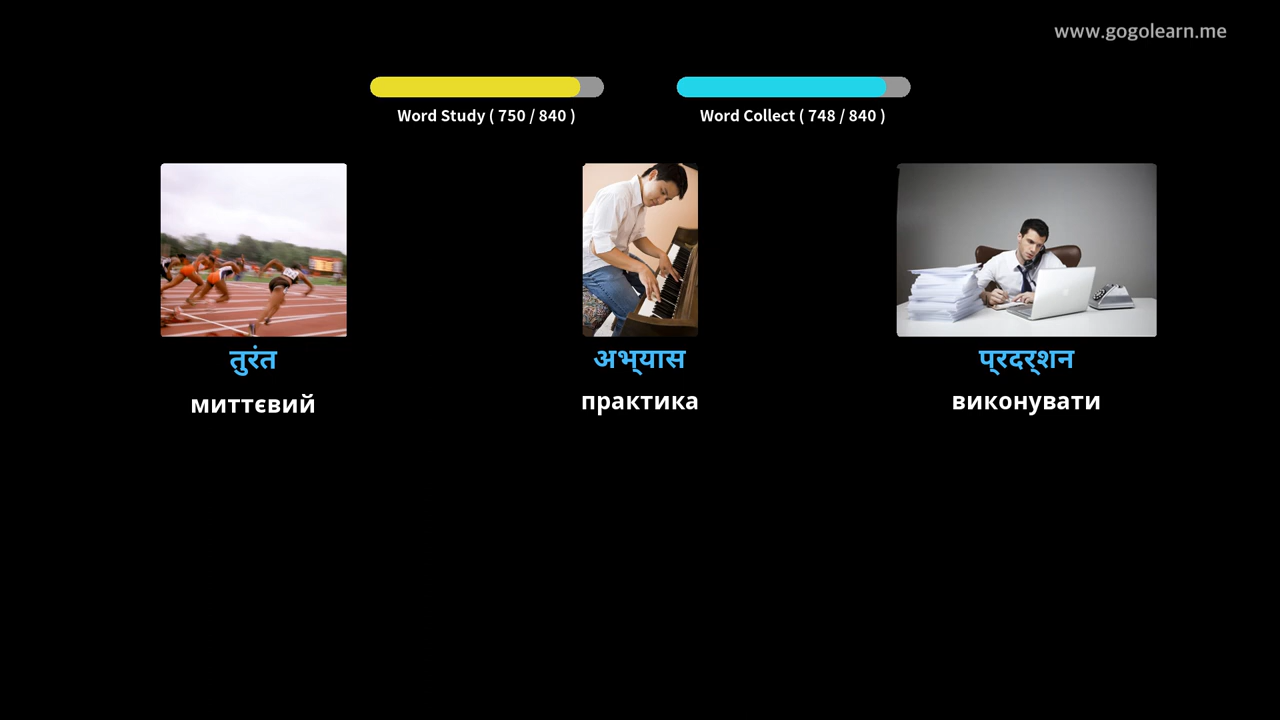 www.gogolearn.me
Word Study ( 750 / 840 )
Word Collect ( 748 / 840 )
तुरंत
अभ्यास
प्रदर्शन
миттєвий
практика
виконувати